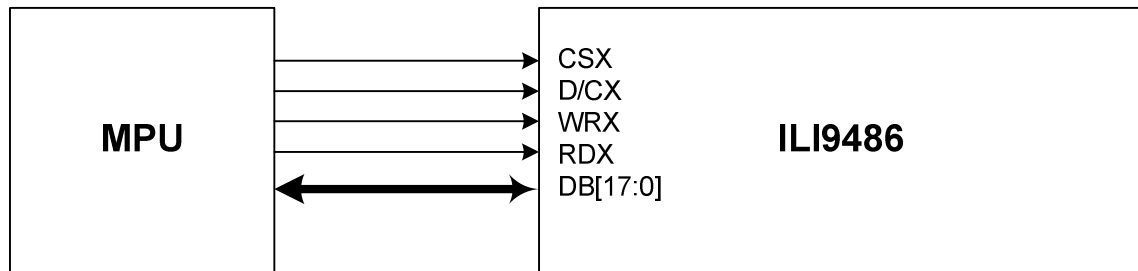 MPU
CSX
D/CX
WRX
RDX
DB[17:0]
ILI9486